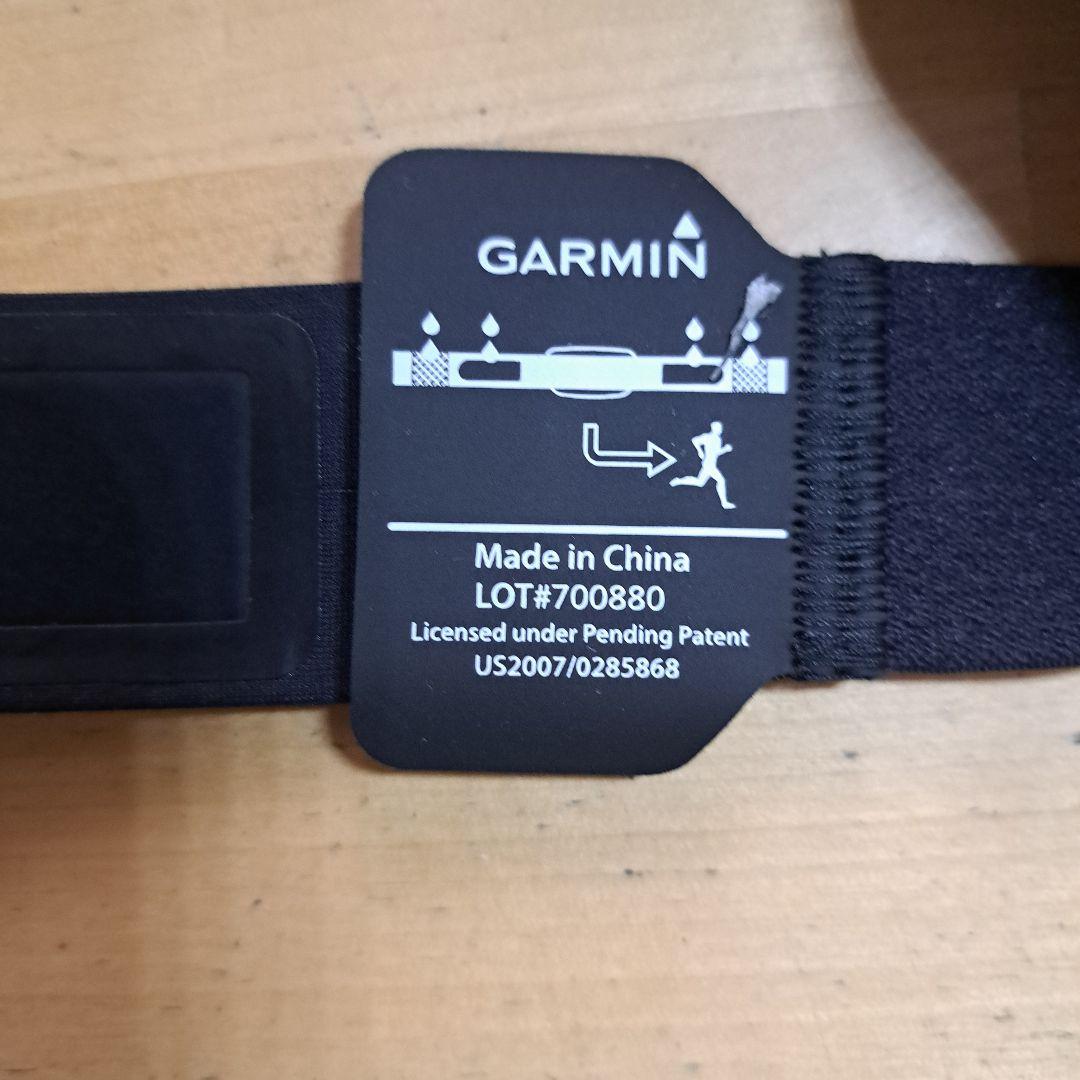 GARMIN
Made in China
LOT#700880
Licensed under Pending Patent
US2007/0285868